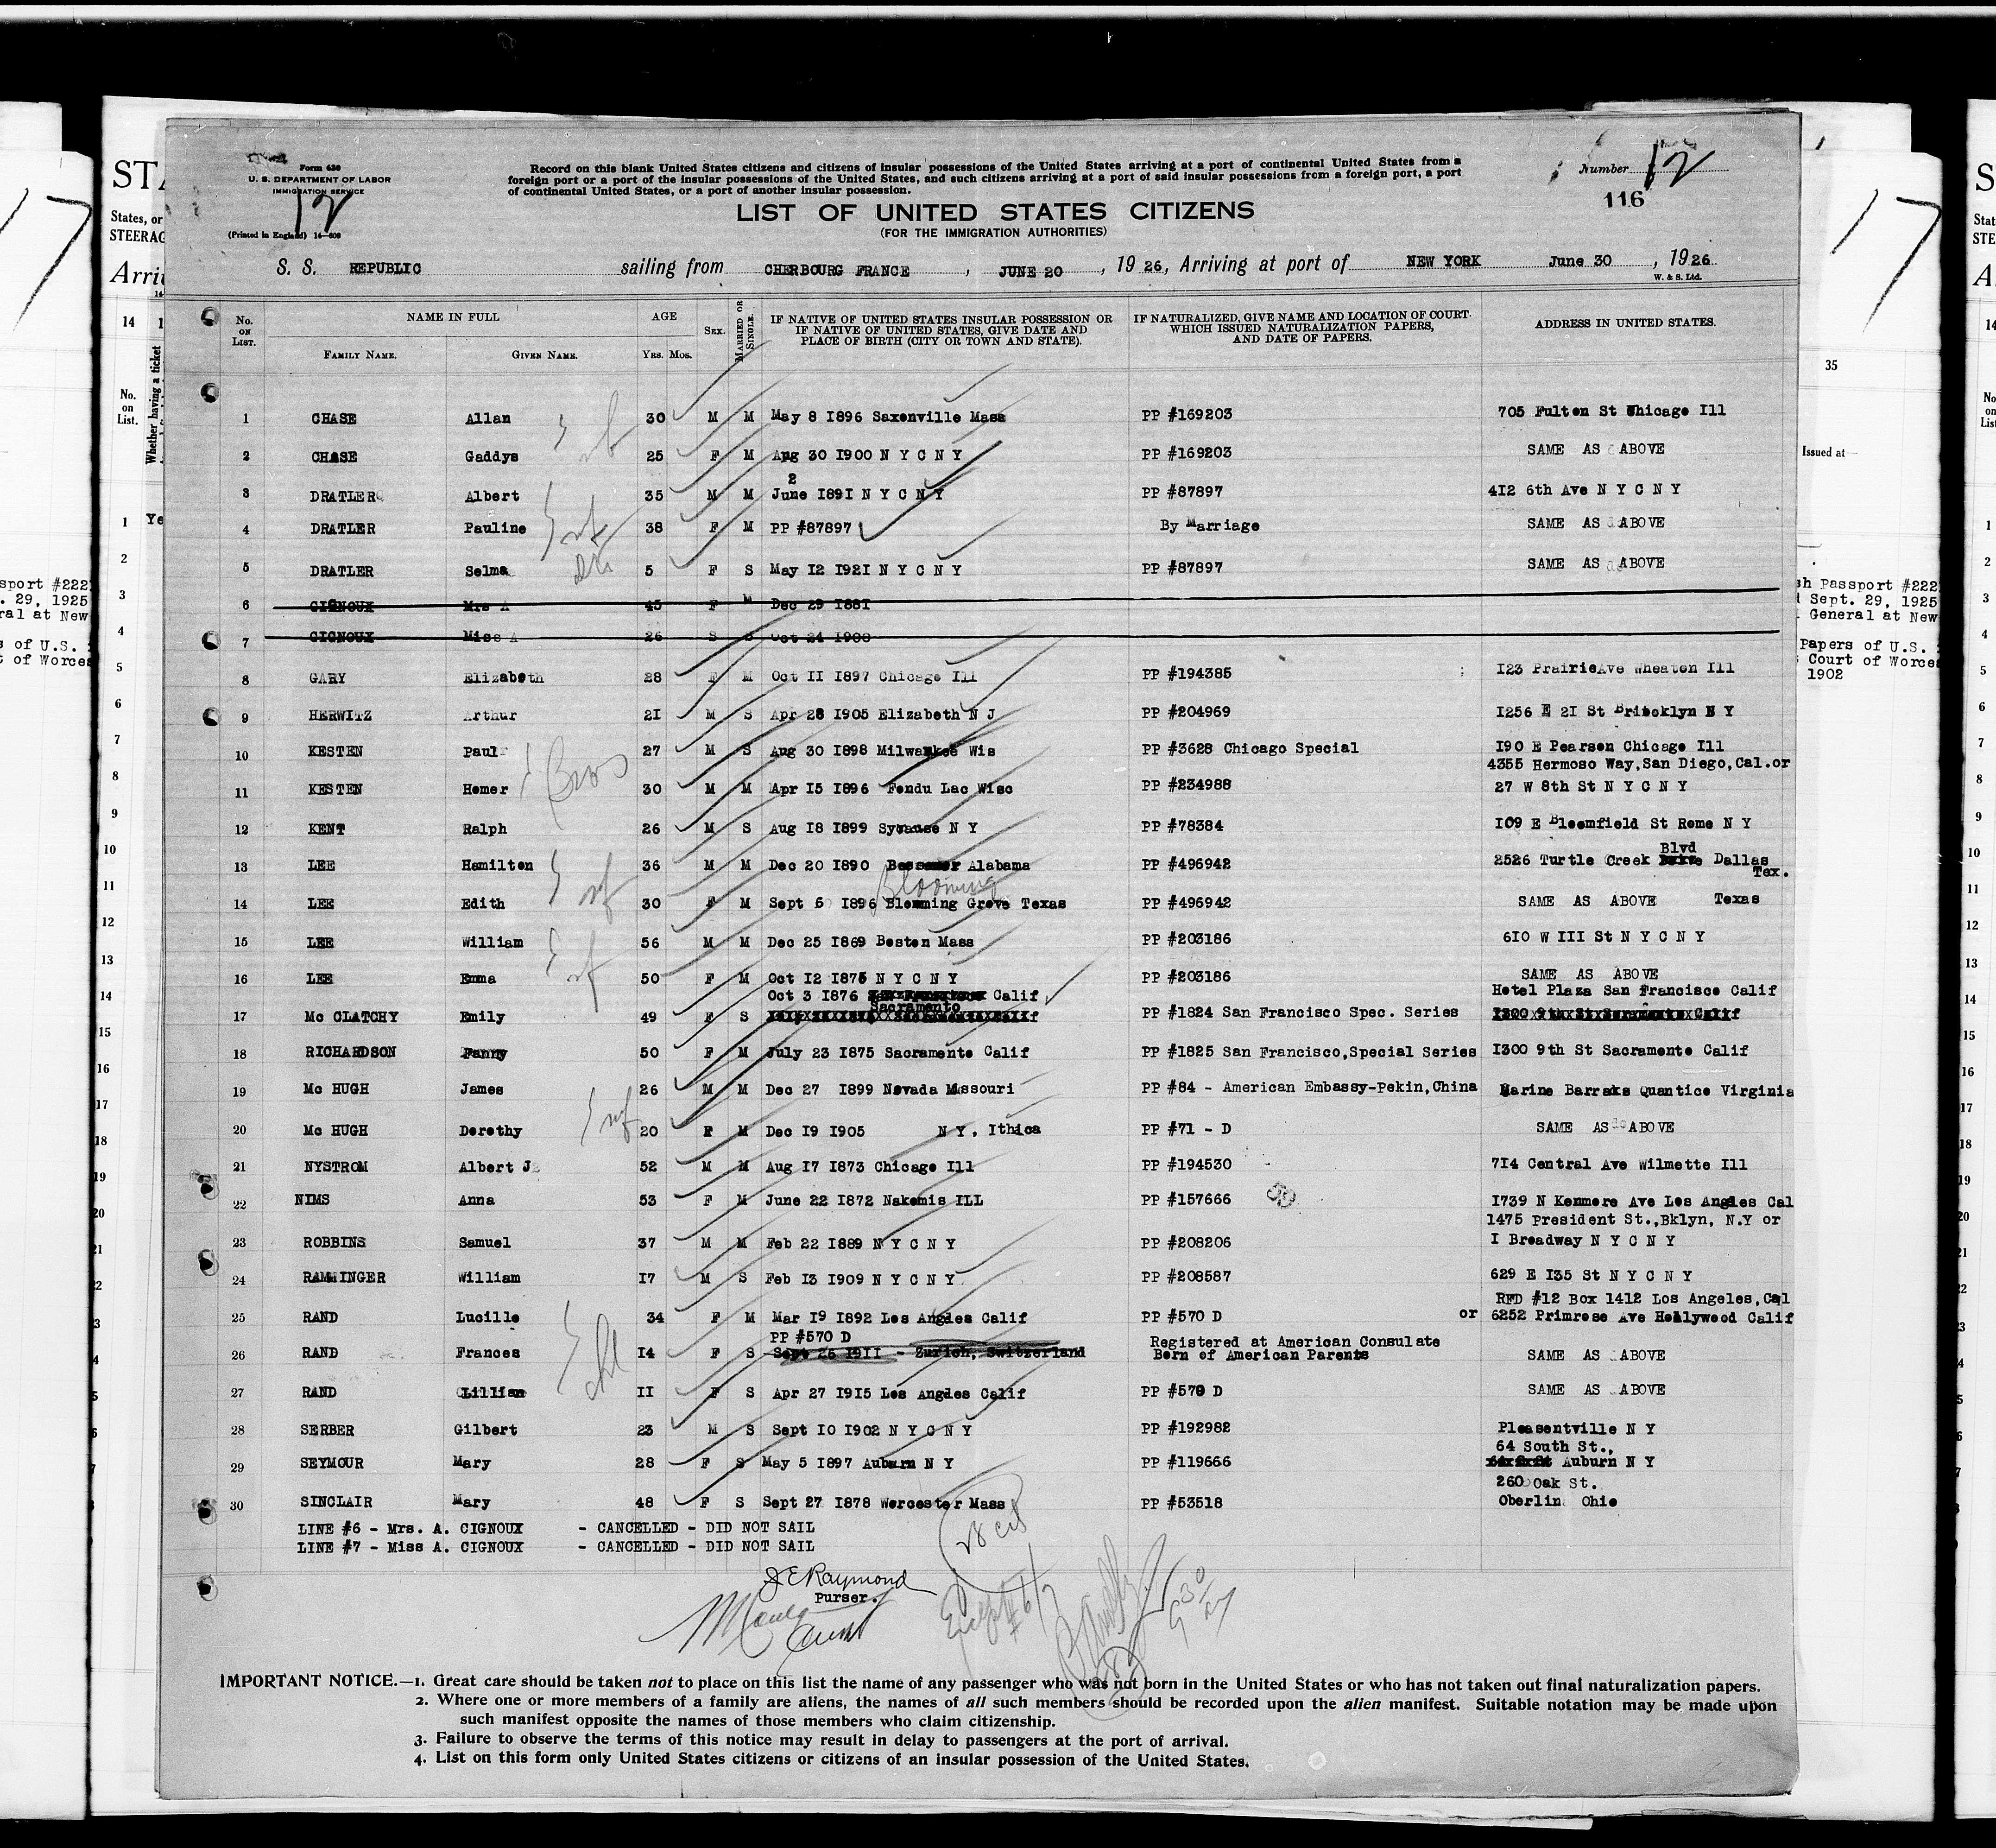 Form 630
U. S. DEPARTMENT OF LABOR
IMMIGRATION SERVICE
12
(Printed in England) 14—608
Record on this blank United States citizens and citizens of insular possessions of the United States arriving at a port of continental United States from a
foreign port or a port of the insular possessions of the United States, and such citizens arriving at a port of said insular possessions from a foreign port, a port
of continental United States, or a port of another insular possession.
Number 12
116
LIST OF UNITED STATES CITIZENS
(FOR THE IMMIGRATION AUTHORITIES)
S. S. REPUBLIC sailing from CHERBOURG FRANCE, JUNE 20, 19 26, Arriving at port of NEW YORK June 30, 1926
W. & S. Ltd.
No. on List. NAME IN FULL AGE Sex. Married or Single. IF NATIVE OF UNITED STATES INSULAR POSSESSION OR IF NATIVE OF UNITED STATES, GIVE DATE AND PLACE OF BIRTH (CITY OR TOWN AND STATE). IF NATURALIZED, GIVE NAME AND LOCATION OF COURT WHICH ISSUED NATURALIZATION PAPERS, AND DATE OF PAPERS. ADDRESS IN UNITED STATES.
Family Name. Given Name. Yrs. Mos.
1 CHASE Allan 30 M M May 8 1896 Saxenville Mass PP #169203 705 Fulton St Chicago Ill
2 CHASE Gaddys 25 F M Aug 30 1900 N Y C N Y PP #169203 SAME AS ABOVE
3 DRATLER Albert 35 M M June 2 1891 N Y C N Y PP #87897 412 6th Ave N Y C N Y
4 DRATLER Pauline 38 F M PP #87897 By Marriage SAME AS ABOVE
5 DRATLER Selma 5 F S May 12 1921 N Y C N Y PP #87897 SAME AS ABOVE
6 CIGNOUX Mrs A 45 F M Dec 29 1881
7 CIGNOUX Miss A 26 S S Oct 24 1900
8 GARY Elizabeth 28 F M Oct 11 1897 Chicago Ill PP #194385 123 PrairieAve Wheaton Ill
9 HERWITZ Arthur 21 M S Apr 28 1905 Elizabeth N J PP #204969 1256 E 21 St Bribcklyn N Y
10 KESTEN Paul 27 M S Aug 30 1898 Milwaukee Wis PP #3628 Chicago Special 190 E Pearson Chicago Ill
Bros
4355 Hermoso Way,San Diego,Cal.or
11 KESTEN Homer 30 M M Apr 15 1896 Fondu Lac Wisc PP #234988 27 W 8th St N Y C N Y
12 KENT Ralph 26 M S Aug 18 1899 Sycause N Y PP #78384 109 E Bloomfield St Rome N Y
13 LEE Hamilton 36 M M Dec 20 1890 Bessemer Alabama PP #496942 2526 Turtle Creek Blvd Dallas
Tex.
Blooming
14 LEE Edith 30 F M Sept 6 1896 Blomming Grove Texas PP #496942 SAME AS ABOVE Texas
15 LEE William 56 M M Dec 25 1869 Boston Mass PP #203186 610 W 111 St N Y C N Y
16 LEE Emma 50 F M Oct 12 1875 N Y C N Y PP #203186 SAME AS ABOVE
Oct 3 1876 Calif Hotel Plaza San Francisco Calif
Sacramento
17 Mc CLATCHY Emily 49 F S PP #1824 San Francisco Spec. Series
18 RICHARDSON Fanny 50 F M July 23 1875 Sacramento Calif PP #1825 San Francisco,Special Series 1300 9th St Sacramento Calif
19 Mc HUGH James 26 M M Dec 27 1899 Nevada Mssouri PP #84 - American Embassy-Pekin,China Marine Barraks Quantico Virginia
20 Mc HUGH Dorothy 20 F M Dec 19 1905 N Y. Ithica PP #71 - D SAME AS ABOVE
21 NYSTROM Albert J 52 M M Aug 17 1873 Chicago Ill PP #194530 714 Central Ave Wilmette Ill
22 NIMS Anna 53 F M June 22 1872 Nakomis ILL PP #157666 1739 N Kenmore Ave Los Angles Cal
1475 President St.,Bklyn, N.Y or
23 ROBBINS Samuel 37 M M Feb 22 1889 N Y C N Y PP #208206 1 Broadway N Y C N Y
24 RAMMINGER William 17 M S Feb 13 1909 N Y C N Y PP #208587 629 E 135 St N Y C N Y
RFD #12 Box 1412 Los Angeles,Cal
25 RAND Lucille 34 F M Mar 19 1892 Los Angles Calif PP #570 D or 6252 Primrose Ave Hollywood Calif
PP #570 D Registered at American Consulate
26 RAND Frances 14 F S Sept 26 1911 - Zurich, Switzerland Born of American Parents SAME AS ABOVE
27 RAND Lillian 11 F S Apr 27 1915 Los Angles Calif PP #570 D SAME AS ABOVE
28 SERBER Gilbert 23 M S Sept 10 1902 N Y C N Y PP #192982 Pleasentville N Y
64 South St.,
29 SEYMOUR Mary 28 F S May 5 1897 Auburn N Y PP #119666 Auburn N Y
260 Oak St.
30 SINCLAIR Mary 48 F S Sept 27 1878 Worcester Mass PP #53518 Oberlin Ohio
LINE #6 - Mrs. A. CIGNOUX - CANCELLED - DID NOT SAIL
LINE #7 - Miss A. CIGNOUX - CANCELLED - DID NOT SAIL
J E Raymond
Purser.
IMPORTANT NOTICE.—1. Great care should be taken not to place on this list the name of any passenger who was not born in the United States or who has not taken out final naturalization papers.
2. Where one or more members of a family are aliens, the names of all such members should be recorded upon the alien manifest. Suitable notation may be made upon
such manifest opposite the names of those members who claim citizenship.
3. Failure to observe the terms of this notice may result in delay to passengers at the port of arrival.
4. List on this form only United States citizens or citizens of an insular possession of the United States.